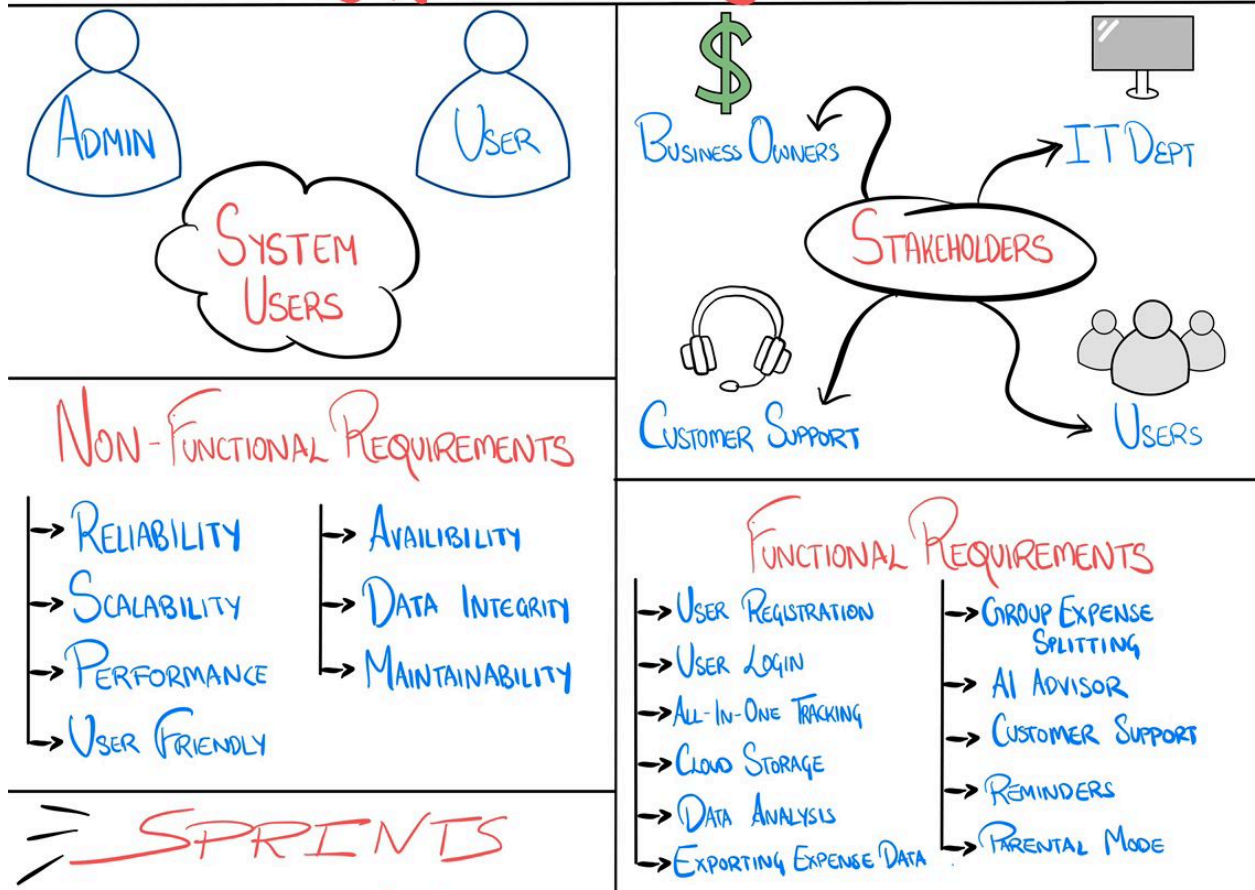 ADMIN
USER
SYSTEM
USERS
BUSINESS OWNERS
IT DEPT
STAKEHOLDERS
CUSTOMER SUPPORT
USERS
NON-FUNCTIONAL REQUIREMENTS
RELIABILITY
SCALABILITY
PERFORMANCE
USER FRIENDLY
AVAILIBILITY
DATA INTEGRITY
MAINTAINABILITY
FUNCTIONAL REQUIREMENTS
USER REGISTRATION
USER LOGIN
ALL-IN-ONE TRACKING
CLOUD STORAGE
DATA ANALYSIS
EXPORTING EXPENSE DATA
GROUP EXPENSE
SPLITTING
AI ADVISOR
CUSTOMER SUPPORT
REMINDERS
PARENTAL MODE
SPRINTS